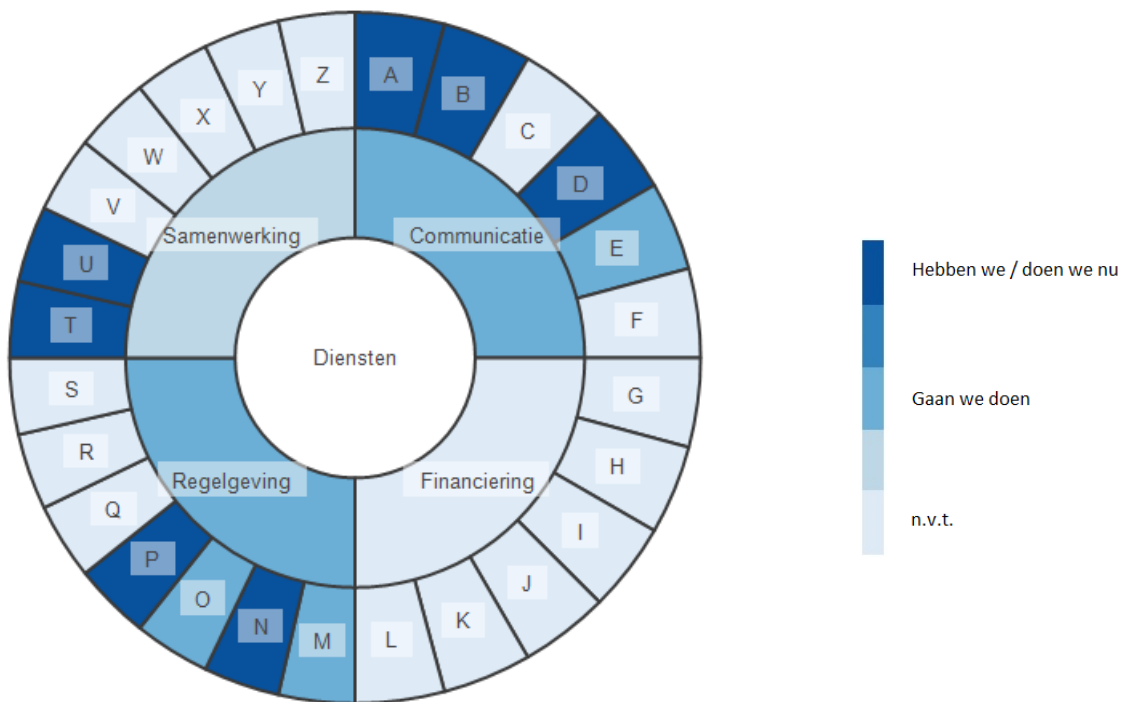 Z
A
Y
B
X
C
W
D
V
Samenwerking
Communicatie
E
U
F
T
Diensten
S
G
R
H
Regelgeving
Financiering
Q
I
P
J
O
K
N
L
M
Hebben we / doen we nu
Gaan we doen
n.v.t.